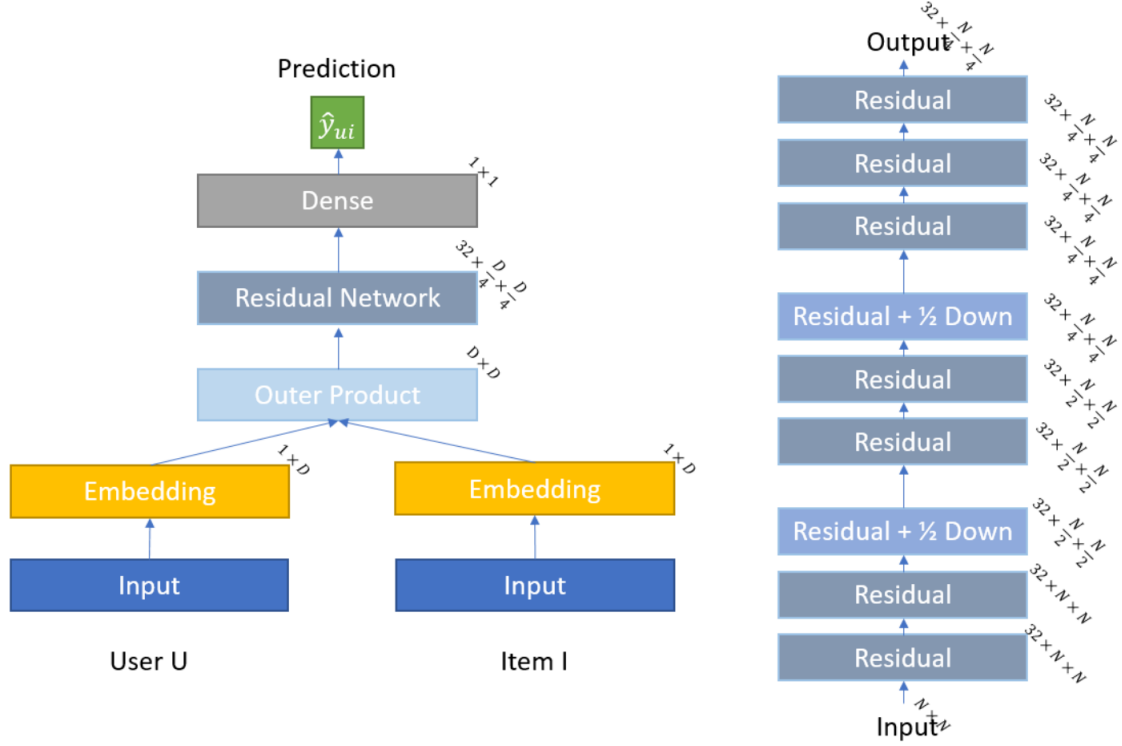 Prediction
ŷ_ui
1×1
Dense
32×D/4×D/4
Residual Network
D×D
Outer Product
1×D
Embedding
1×D
Embedding
Input
Input
User U
Item I
32×N/4×N/4
Output
Residual
32×N/4×N/4
Residual
32×N/4×N/4
Residual
32×N/4×N/4
Residual + ½ Down
32×N/4×N/4
Residual
32×N/2×N/2
Residual
32×N/2×N/2
Residual + ½ Down
32×N/2×N/2
Residual
32×N×N
Residual
32×N×N
N×N
Input